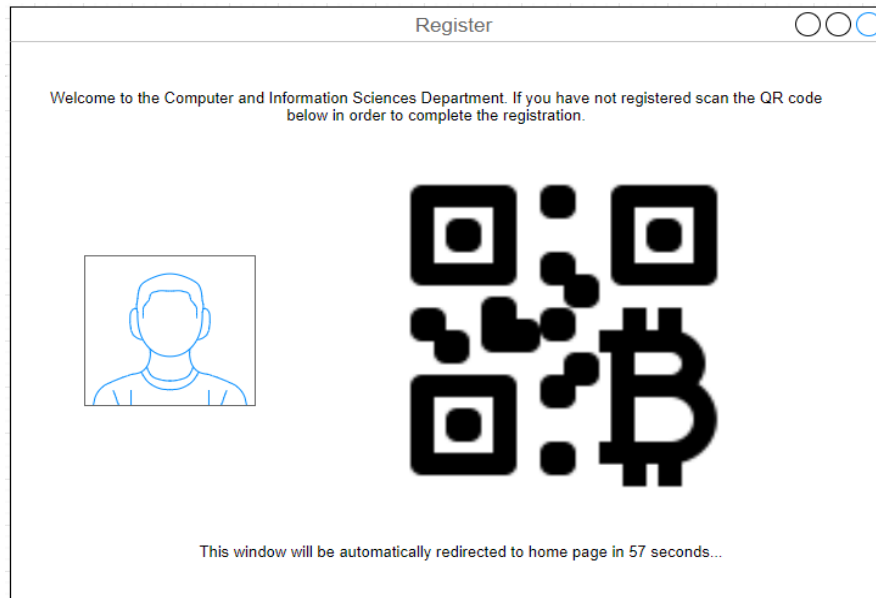 Register
Welcome to the Computer and Information Sciences Department. If you have not registered scan the QR code
below in order to complete the registration.
This window will be automatically redirected to home page in 57 seconds...